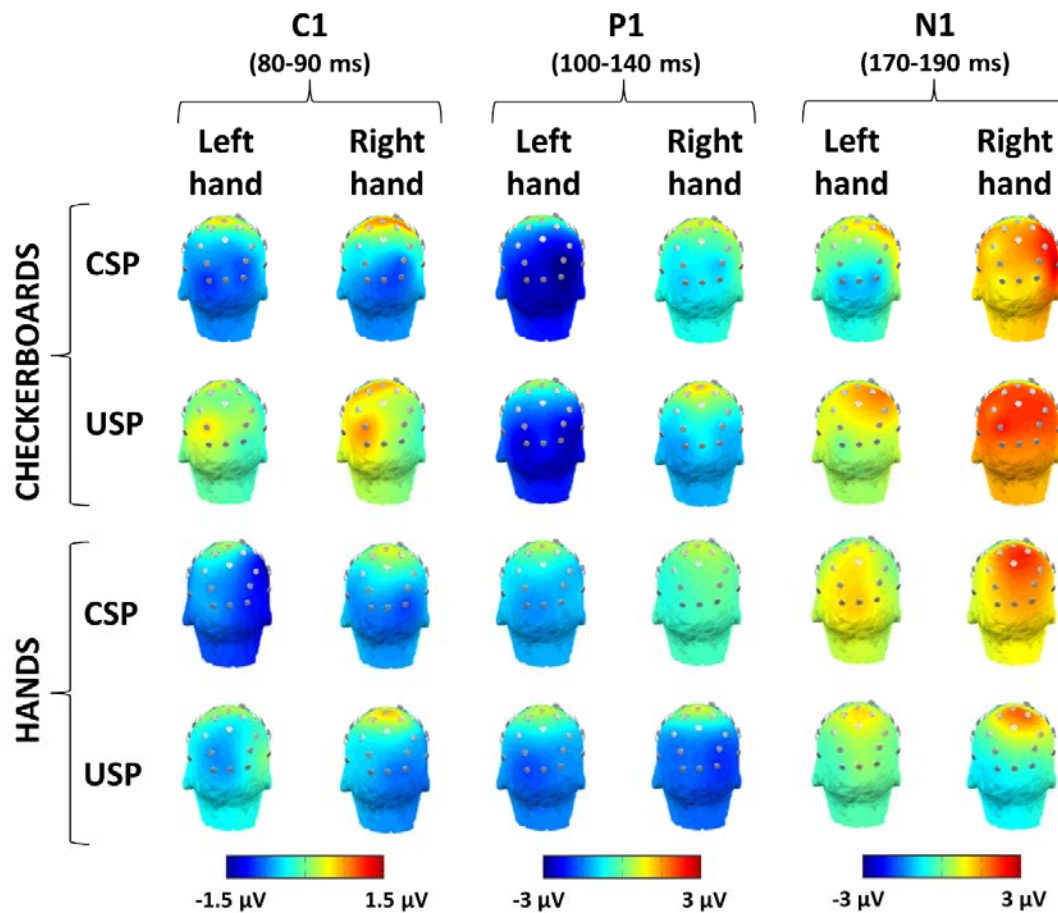 C1 P1 N1
(80-90 ms) (100-140 ms) (170-190 ms)
Left Right Left Right Left Right
hand hand hand hand hand hand
CHECKERBOARDS
CSP
USP
HANDS
CSP
USP
-1.5 µV 1.5 µV -3 µV 3 µV -3 µV 3 µV